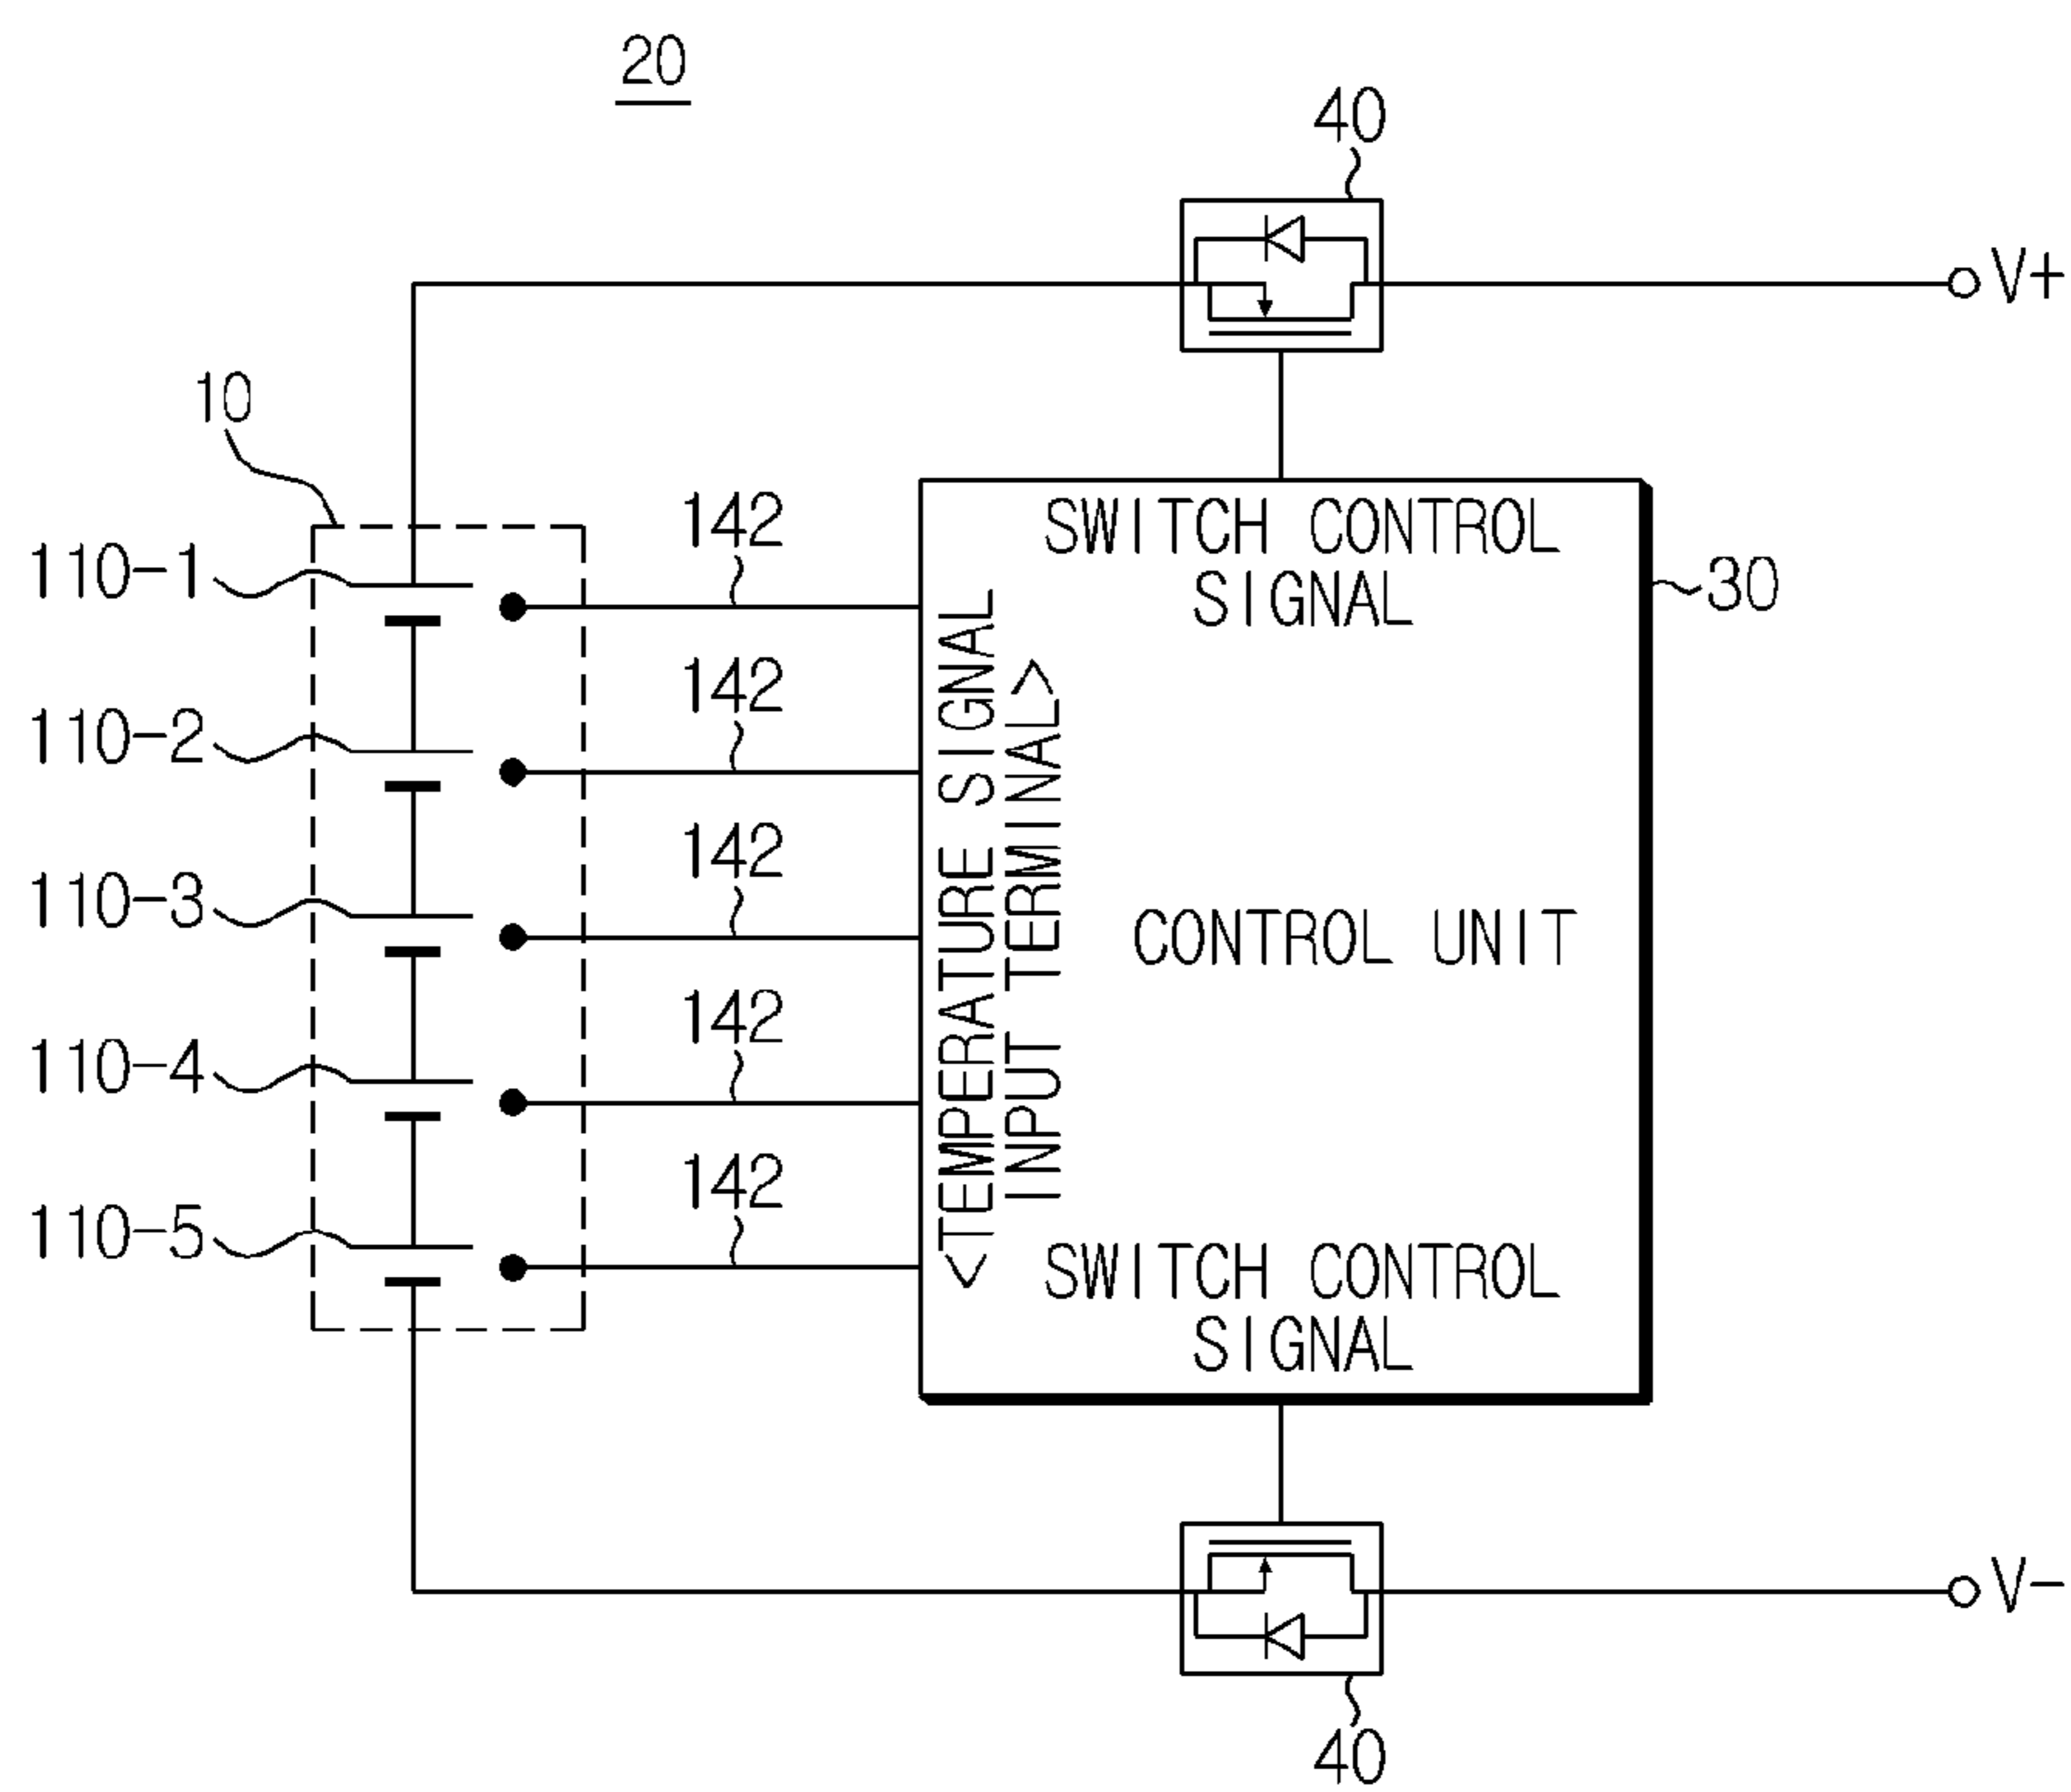 20
40
V+
10
142
SWITCH CONTROL
SIGNAL
30
110-1
142
110-2
142
110-3
<TEMPERATURE SIGNAL
INPUT TERMINAL>
CONTROL UNIT
142
110-4
142
110-5
SWITCH CONTROL
SIGNAL
V-
40